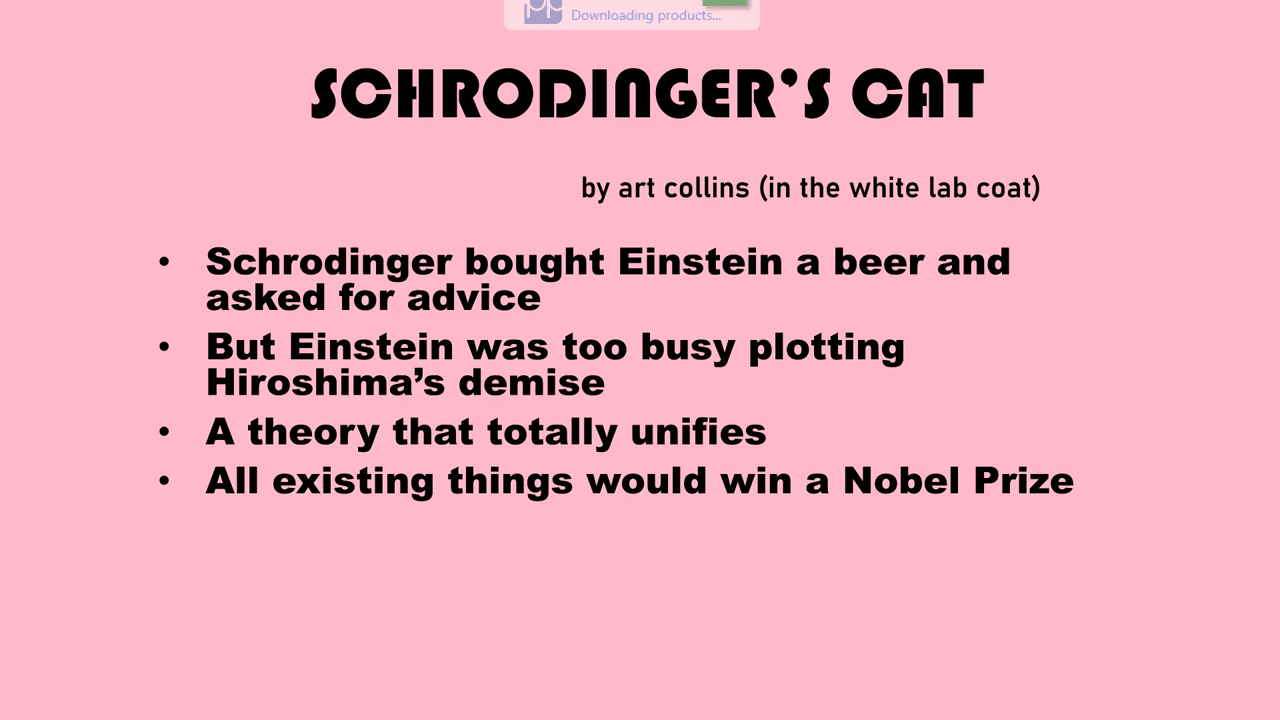 Downloading products...
SCHRODINGER’S CAT
by art collins (in the white lab coat)
• Schrodinger bought Einstein a beer and
asked for advice
• But Einstein was too busy plotting
Hiroshima’s demise
• A theory that totally unifies
• All existing things would win a Nobel Prize